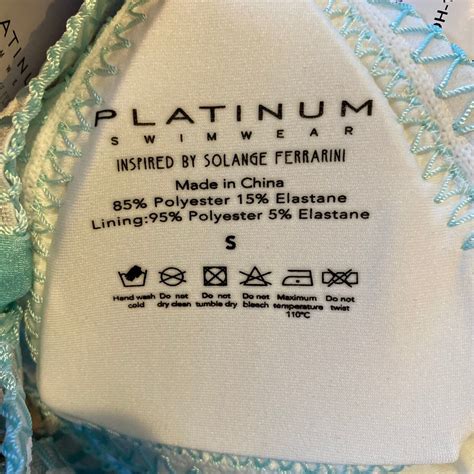 PLATINUM
SWIMWEAR
INSPIRED BY SOLANGE FERRARINI
Made in China
85% Polyester 15% Elastane
Lining:95% Polyester 5% Elastane
S
Hand wash cold
Do not dry clean
Do not tumble dry
Do not bleach
Maximum 110°C
Do not twist